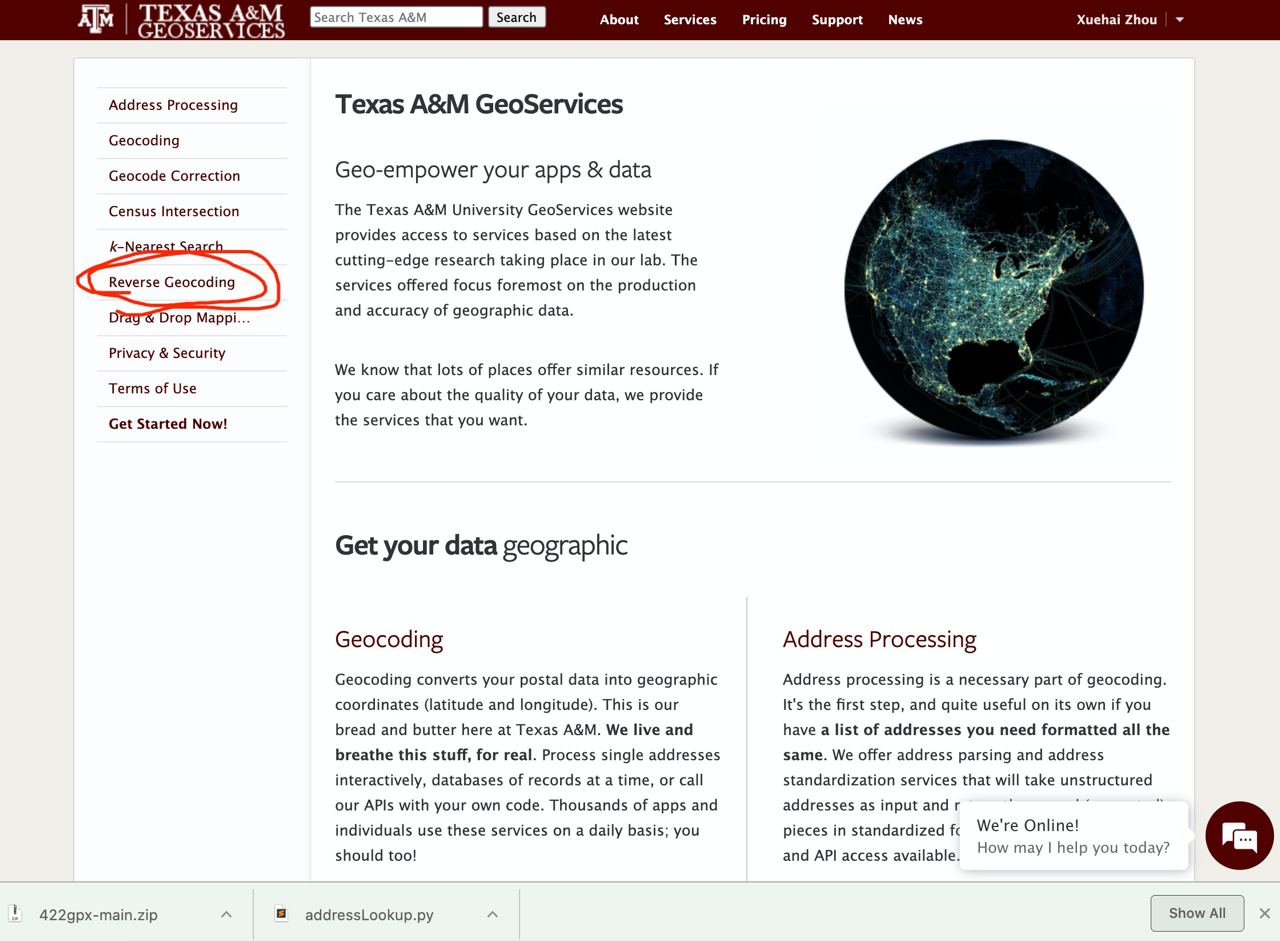 ĀTM TEXAS A&M
GEOSERVICES
Search Texas A&M
Search
About
Services
Pricing
Support
News
Xuehai Zhou
Address Processing
Geocoding
Geocode Correction
Census Intersection
k-Nearest Search
Reverse Geocoding
Drag & Drop Mappi...
Privacy & Security
Terms of Use
Get Started Now!
Texas A&M GeoServices
Geo-empower your apps & data
The Texas A&M University GeoServices website
provides access to services based on the latest
cutting-edge research taking place in our lab. The
services offered focus foremost on the production
and accuracy of geographic data.
We know that lots of places offer similar resources. If
you care about the quality of your data, we provide
the services that you want.
Get your data geographic
Geocoding
Geocoding converts your postal data into geographic
coordinates (latitude and longitude). This is our
bread and butter here at Texas A&M. We live and
breathe this stuff, for real. Process single addresses
interactively, databases of records at a time, or call
our APIs with your own code. Thousands of apps and
individuals use these services on a daily basis; you
should too!
Address Processing
Address processing is a necessary part of geocoding.
It's the first step, and quite useful on its own if you
have a list of addresses you need formatted all the
same. We offer address parsing and address
standardization services that will take unstructured
addresses as input and
pieces in standardized
and API access available.
We're Online!
How may I help you today?
422gpx-main.zip
addressLookup.py
Show All